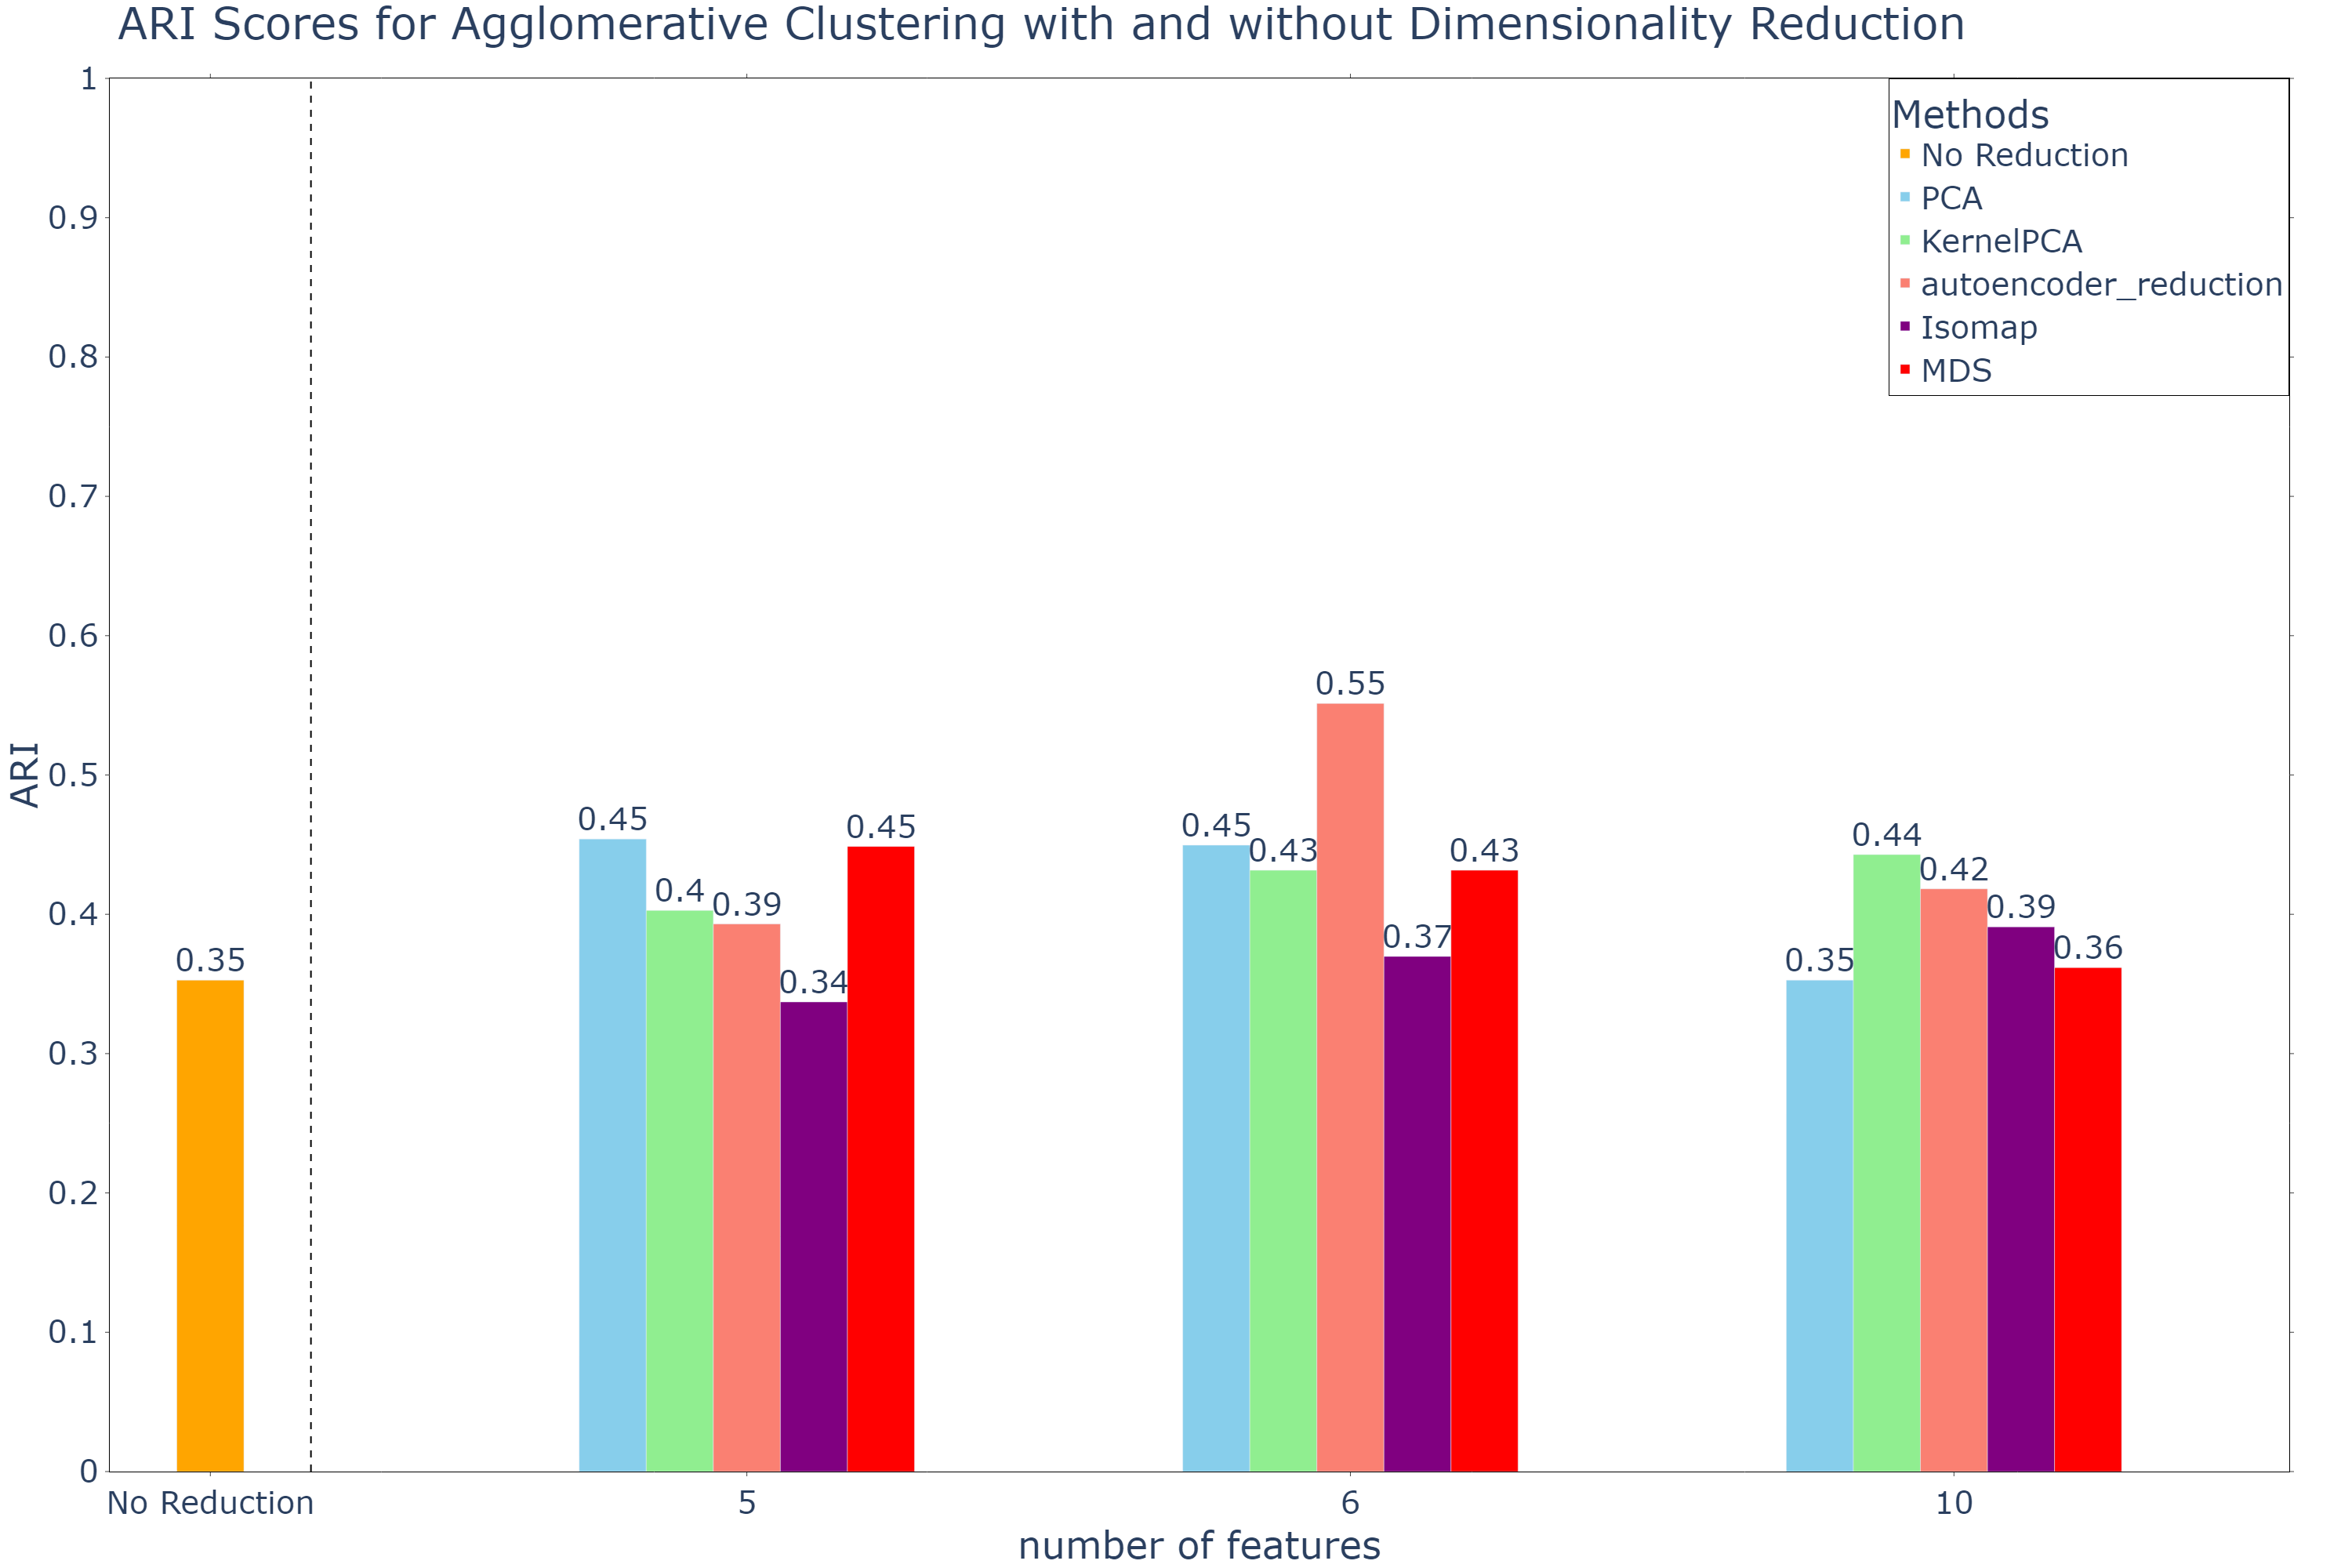 ARI Scores for Agglomerative Clustering with and without Dimensionality Reduction
Methods
No Reduction
PCA
KernelPCA
autoencoder_reduction
Isomap
MDS
1
0.9
0.8
0.7
0.6
0.5
0.4
0.3
0.2
0.1
0
ARI
0.35
0.45
0.4
0.39
0.34
0.45
0.45
0.43
0.55
0.37
0.43
0.35
0.44
0.42
0.39
0.36
No Reduction 5 6 10
number of features